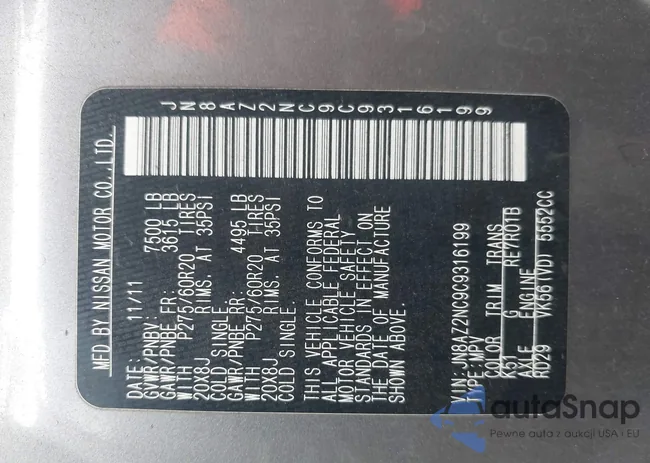 MFD BY NISSAN MOTOR CO.,LTD.
JN8AZ2NC9C9316199
DATE: 11/11
GVWR/PNBV: 7500 LB
GAWR/PNBE FR: 3615 LB
WITH P275/60R20 TIRES
20X8J RIMS, AT 35PSI
COLD SINGLE.
GAWR/PNBE RR: 4495 LB
WITH P275/60R20 TIRES
20X8J RIMS, AT 35PSI
COLD SINGLE.
THIS VEHICLE CONFORMS TO
ALL APPLICABLE FEDERAL
MOTOR VEHICLE SAFETY
STANDARDS IN EFFECT ON
THE DATE OF MANUFACTURE
SHOWN ABOVE.
VIN: JN8AZ2NC9C9316199
TYPE: MPV
COLOR TRIM TRANS
K51 G RE7R01B
AXLE ENGINE
RD29 VK56(VD) 5552CC
autoSnap
Pewne auta z aukcji USA i EU